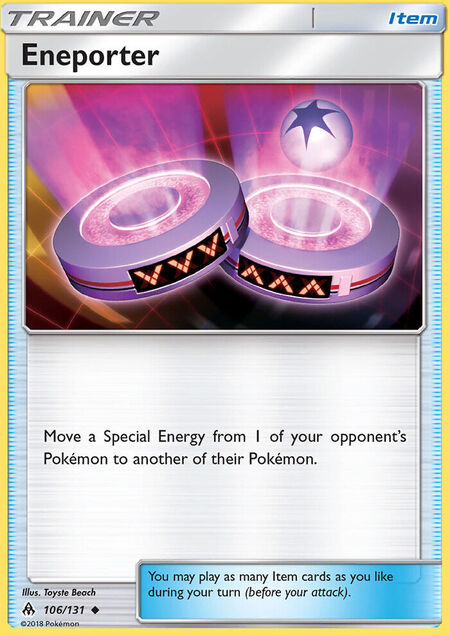 TRAINER Item
Eneporter
Move a Special Energy from 1 of your opponent's
Pokémon to another of their Pokémon.
Illus. Toyste Beach
106/131 ◆
©2018 Pokémon
You may play as many Item cards as you like
during your turn (before your attack).